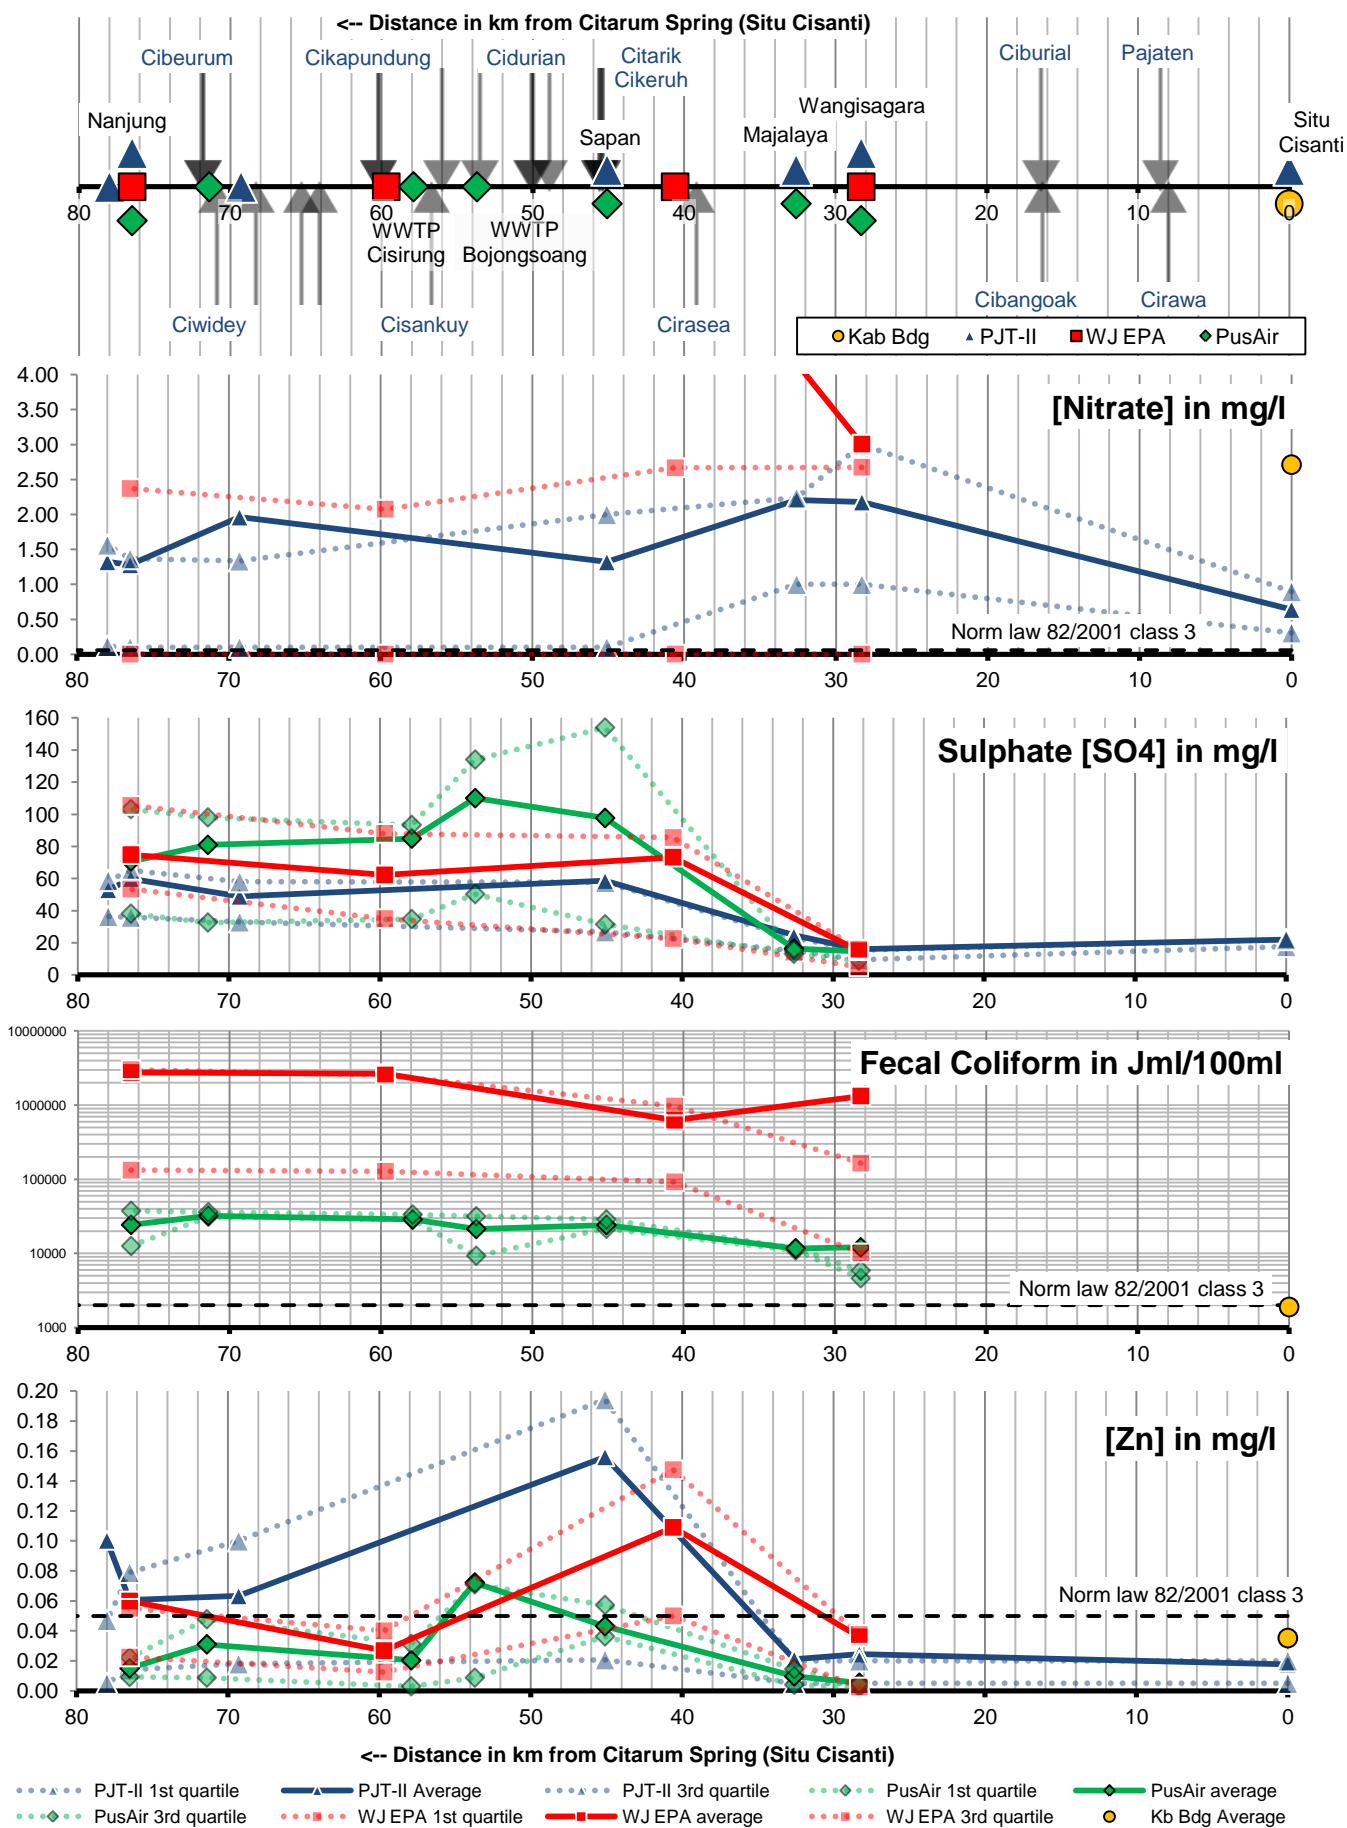 <-- Distance in km from Citarum Spring (Situ Cisanti)
Cibeurum Cikapundung Cidurian Citarik Ciburial Pajaten
Cikeruh
Wangisagara
Nanjung Sapan Majalaya Situ
Cisanti
80 70 60 50 40 30 20 10 0
WWTP WWTP
Cisirung Bojongsoang
Ciwidey Cisankuy Cirasea Cibangoak Cirawa
Kab Bdg PJT-II WJ EPA PusAir
4.00
[Nitrate] in mg/l
3.50
3.00
2.50
2.00
1.50
1.00
0.50
Norm law 82/2001 class 3
0.00
80 70 60 50 40 30 20 10 0
160
Sulphate [SO4] in mg/l
140
120
100
80
60
40
20
0
80 70 60 50 40 30 20 10 0
10000000
Fecal Coliform in Jml/100ml
1000000
100000
10000
Norm law 82/2001 class 3
1000
80 70 60 50 40 30 20 10 0
0.20
0.18
[Zn] in mg/l
0.16
0.14
0.12
0.10
0.08
0.06
Norm law 82/2001 class 3
0.04
0.02
0.00
80 70 60 50 40 30 20 10 0
<-- Distance in km from Citarum Spring (Situ Cisanti)
PJT-II 1st quartile PJT-II Average PJT-II 3rd quartile PusAir 1st quartile PusAir average
PusAir 3rd quartile WJ EPA 1st quartile WJ EPA average WJ EPA 3rd quartile Kb Bdg Average